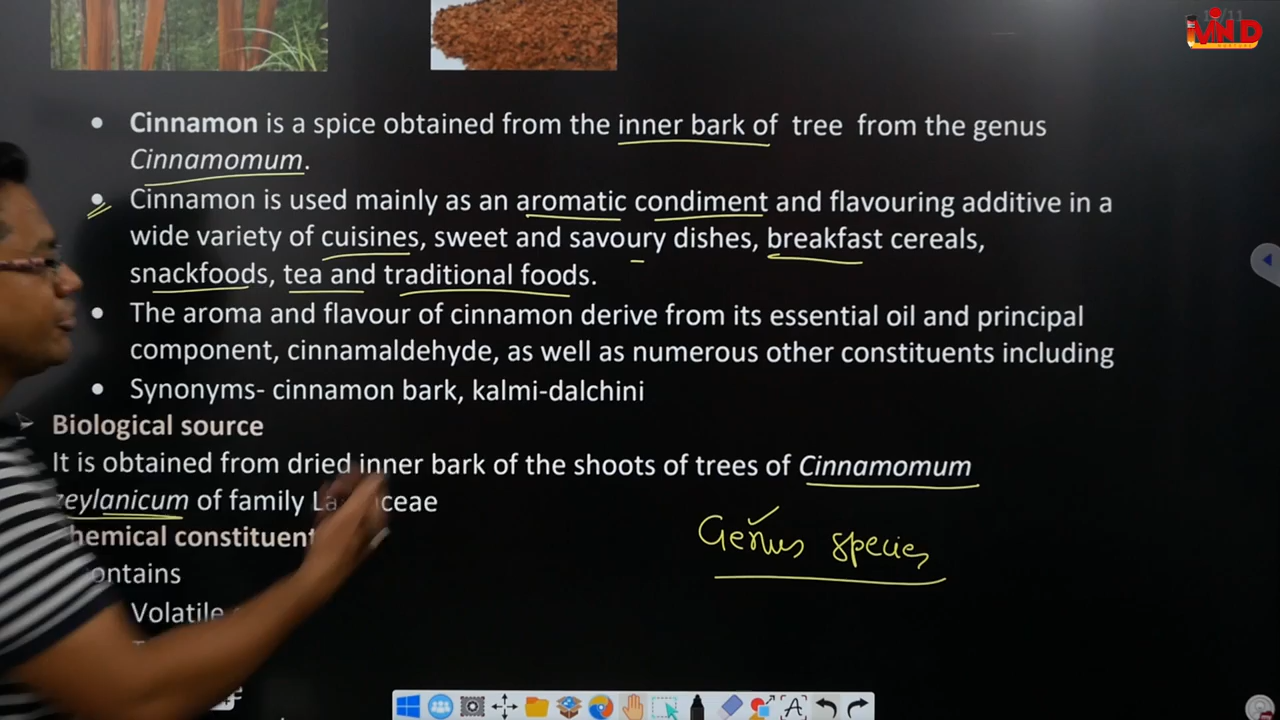 MIND
Cinnamon is a spice obtained from the inner bark of tree from the genus
Cinnamomum.
Cinnamon is used mainly as an aromatic condiment and flavouring additive in a
wide variety of cuisines, sweet and savoury dishes, breakfast cereals,
snackfoods, tea and traditional foods.
The aroma and flavour of cinnamon derive from its essential oil and principal
component, cinnamaldehyde, as well as numerous other constituents including
Synonyms- cinnamon bark, kalmi-dalchini
Biological source
It is obtained from dried inner bark of the shoots of trees of Cinnamomum
zeylanicum of family
Genus species
Volatile